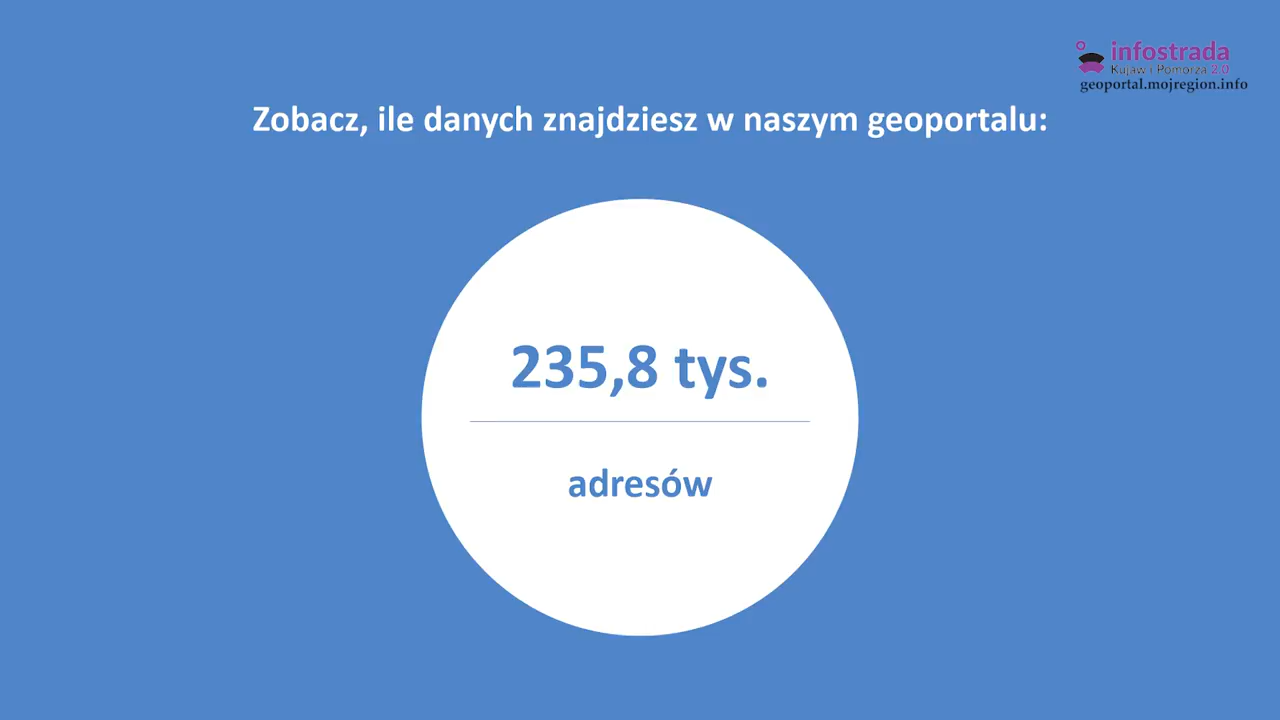 infostrada
Kujaw i Pomorza 2.0
geoportal.mojregion.info
Zobacz, ile danych znajdziesz w naszym geoportalu:
235,8 tys.
adresów